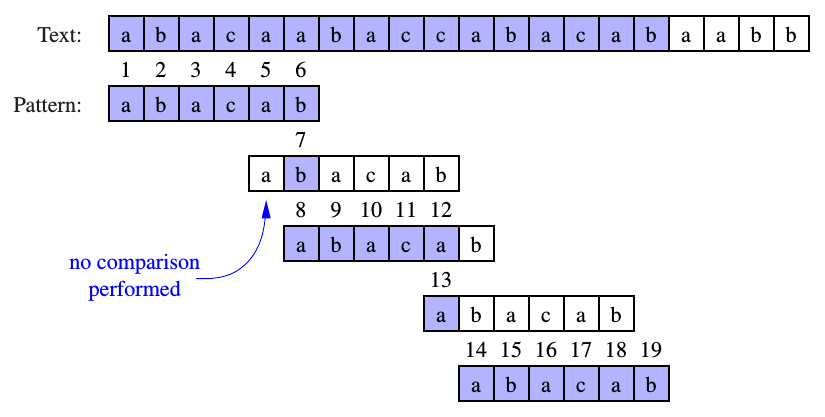 Text: a b a c a a b a c c a b a c a b a a b b
1 2 3 4 5 6
Pattern: a b a c a b
7
a b a c a b
8 9 10 11 12
a b a c a b
no comparison
performed
13
a b a c a b
14 15 16 17 18 19
a b a c a b